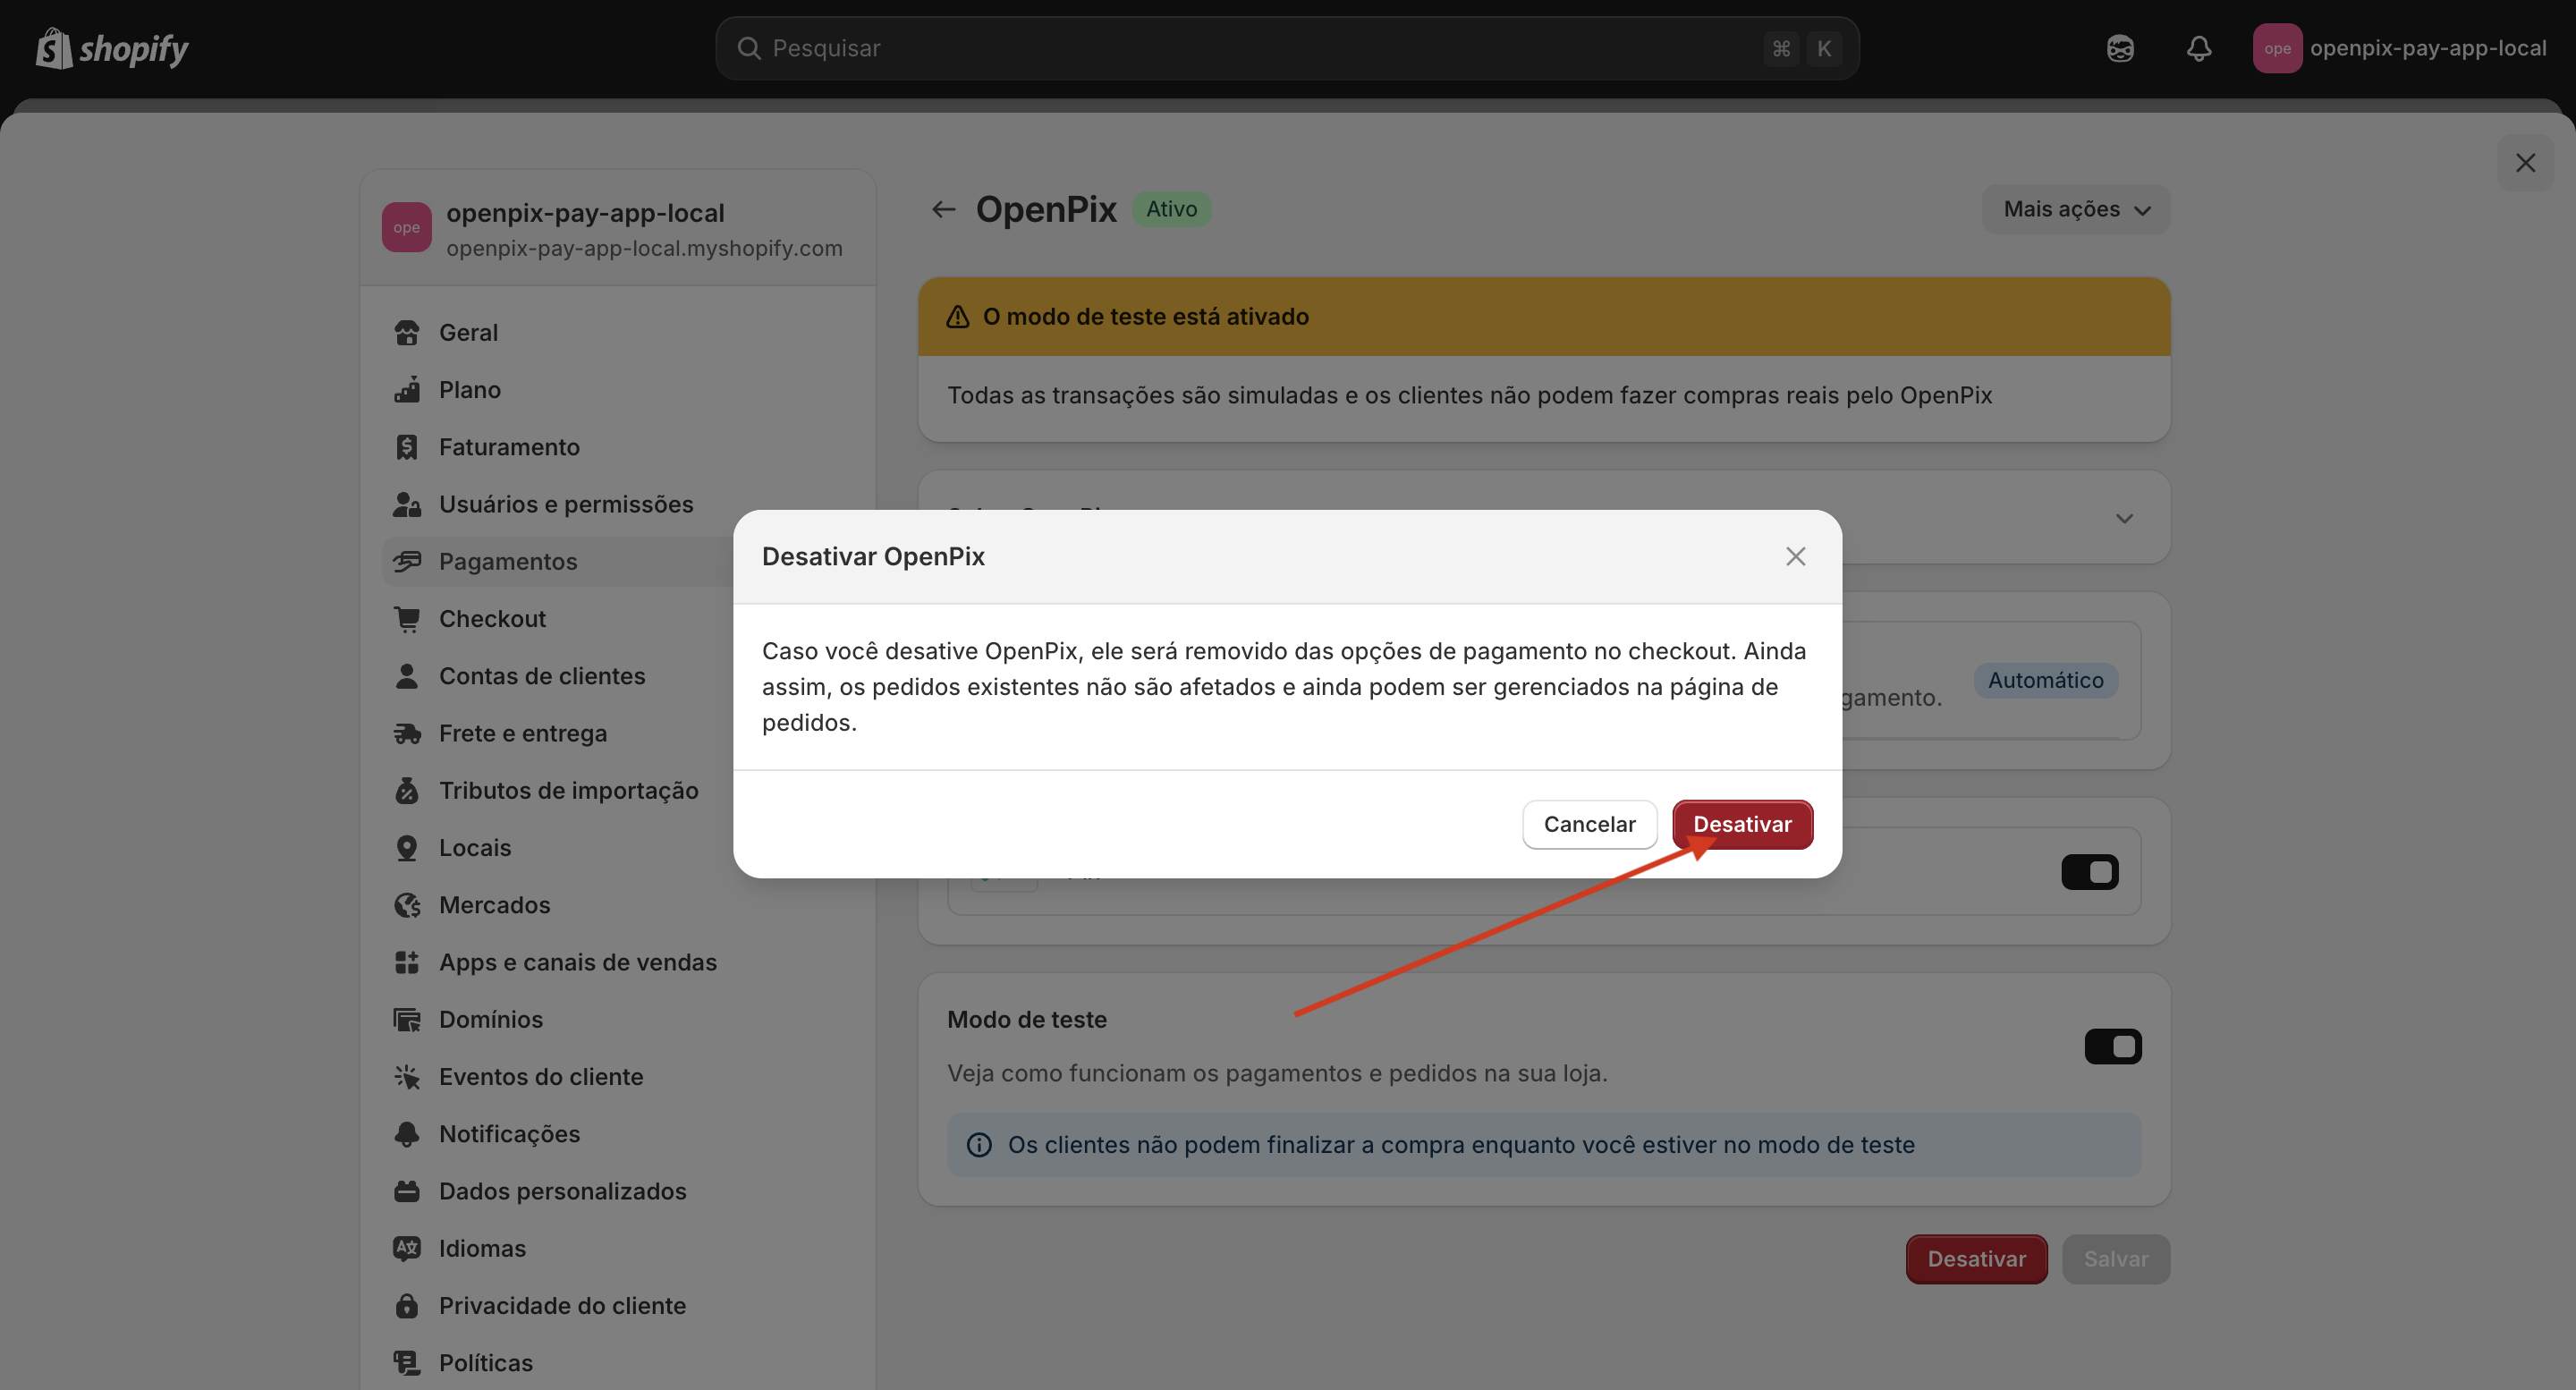 shopify
Pesquisar
⌘ K
ope
openpix-pay-app-local
ope
openpix-pay-app-local
openpix-pay-app-local.myshopify.com
Geral
Plano
Faturamento
Usuários e permissões
Pagamentos
Checkout
Contas de clientes
Frete e entrega
Tributos de importação
Locais
Mercados
Apps e canais de vendas
Domínios
Eventos do cliente
Notificações
Dados personalizados
Idiomas
Privacidade do cliente
Políticas
OpenPix
Ativo
Mais ações
O modo de teste está ativado
Todas as transações são simuladas e os clientes não podem fazer compras reais pelo OpenPix
Desativar OpenPix
Caso você desative OpenPix, ele será removido das opções de pagamento no checkout. Ainda
assim, os pedidos existentes não são afetados e ainda podem ser gerenciados na página de
pedidos.
Cancelar
Desativar
gamento.
Automático
Modo de teste
Veja como funcionam os pagamentos e pedidos na sua loja.
Os clientes não podem finalizar a compra enquanto você estiver no modo de teste
Desativar
Salvar